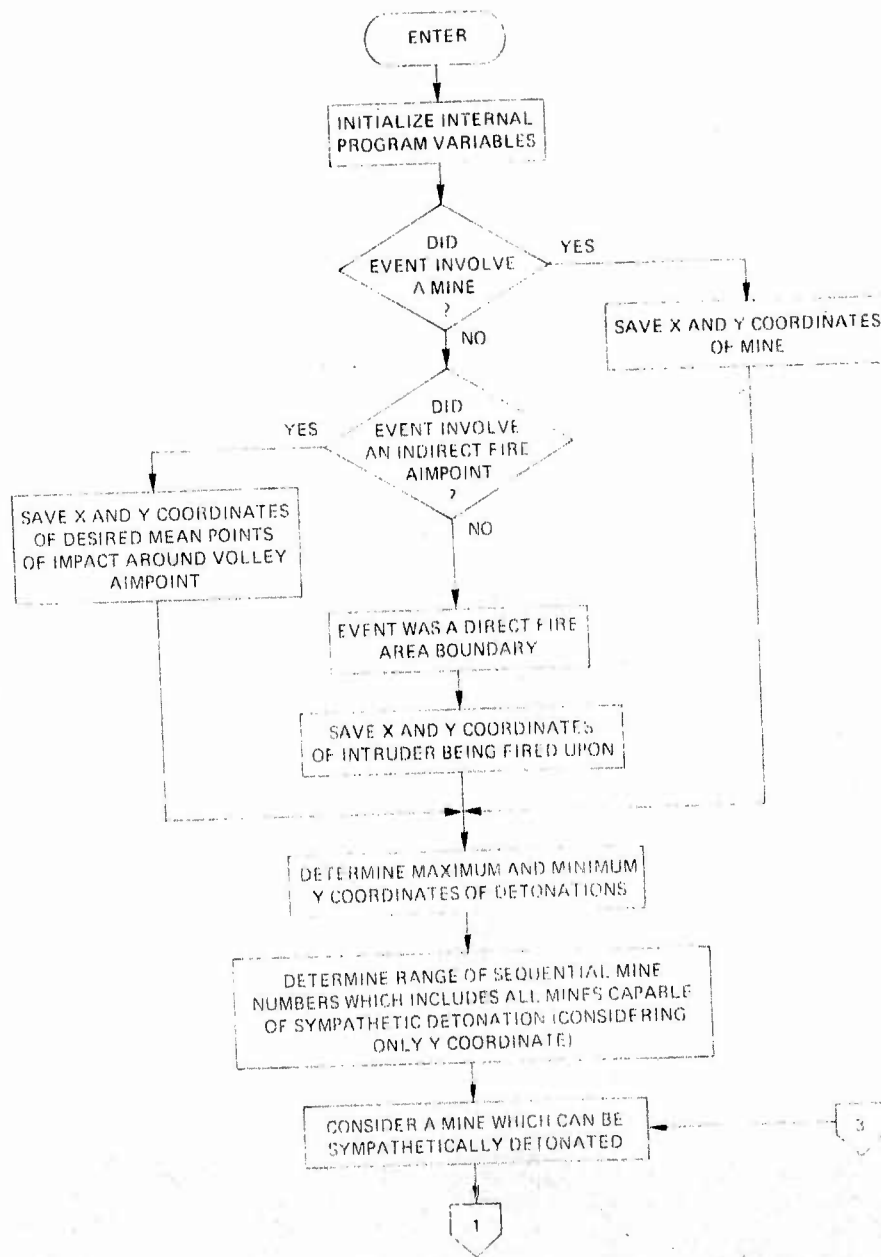 ENTER
INITIALIZE INTERNAL
PROGRAM VARIABLES
DID
EVENT INVOLVE
A MINE
?
YES
NO
SAVE X AND Y COORDINATES
OF MINE
DID
EVENT INVOLVE
AN INDIRECT FIRE
AIMPOINT
?
YES
NO
SAVE X AND Y COORDINATES
OF DESIRED MEAN POINTS
OF IMPACT AROUND VOLLEY
AIMPOINT
EVENT WAS A DIRECT FIRE
AREA BOUNDARY
SAVE X AND Y COORDINATES
OF INTRUDER BEING FIRED UPON
DETERMINE MAXIMUM AND MINIMUM
Y COORDINATES OF DETONATIONS
DETERMINE RANGE OF SEQUENTIAL MINE
NUMBERS WHICH INCLUDES ALL MINES CAPABLE
OF SYMPATHETIC DETONATION (CONSIDERING
ONLY Y COORDINATE)
CONSIDER A MINE WHICH CAN BE
SYMPATHETICALLY DETONATED
3
1